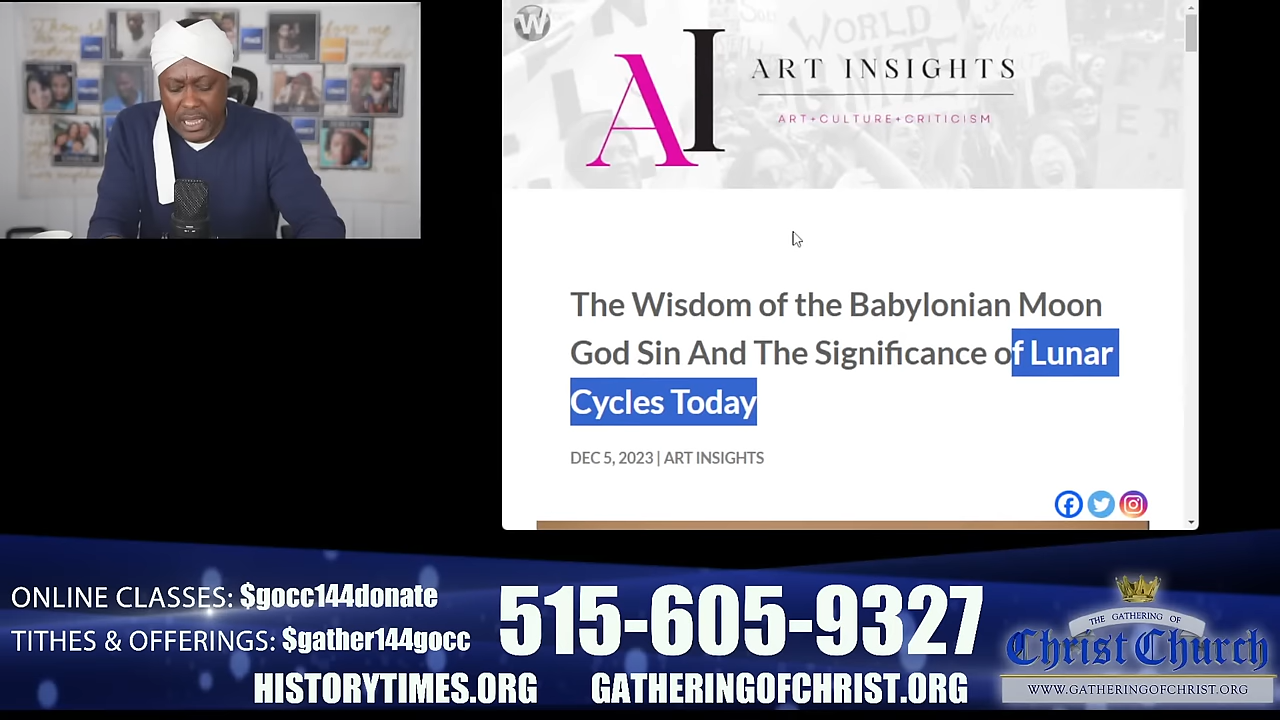 W
AI
ART INSIGHTS
ART+CULTURE+CRITICISM
WORLD
The Wisdom of the Babylonian Moon
God Sin And The Significance of Lunar
Cycles Today
DEC 5, 2023 | ART INSIGHTS
ONLINE CLASSES: $gocc144donate
TITHES & OFFERINGS: $gather144gocc
515-605-9327
HISTORYTIMES.ORG GATHERINGOFCHRIST.ORG
THE GATHERING OF
Christ Church
WWW.GATHERINGOFCHRIST.ORG